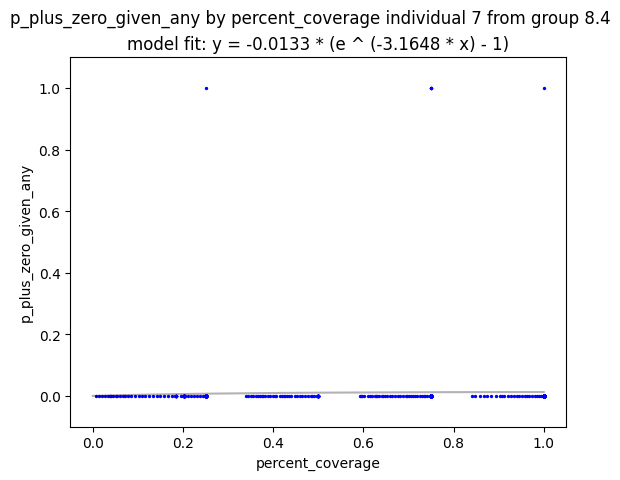 p_plus_zero_given_any by percent_coverage individual 7 from group 8.4
model fit: y = -0.0133 * (e ^ (-3.1648 * x) - 1)
1.0
0.8
0.6
0.4
0.2
0.0
p_plus_zero_given_any
0.0 0.2 0.4 0.6 0.8 1.0
percent_coverage